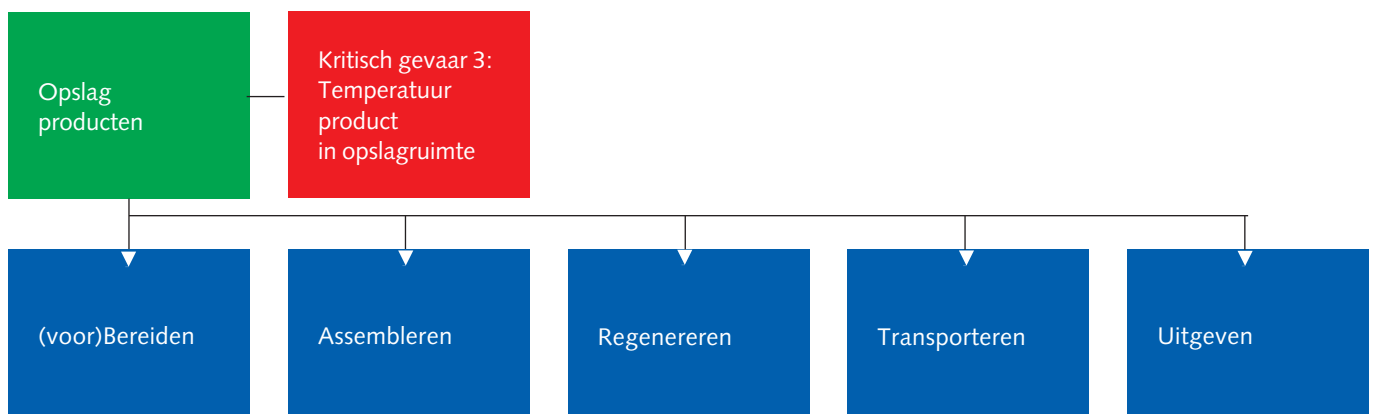 Opslag
producten
Kritisch gevaar 3:
Temperatuur
product
in opslagruimte
(voor)Bereiden
Assembleren
Regenereren
Transporteren
Uitgeven